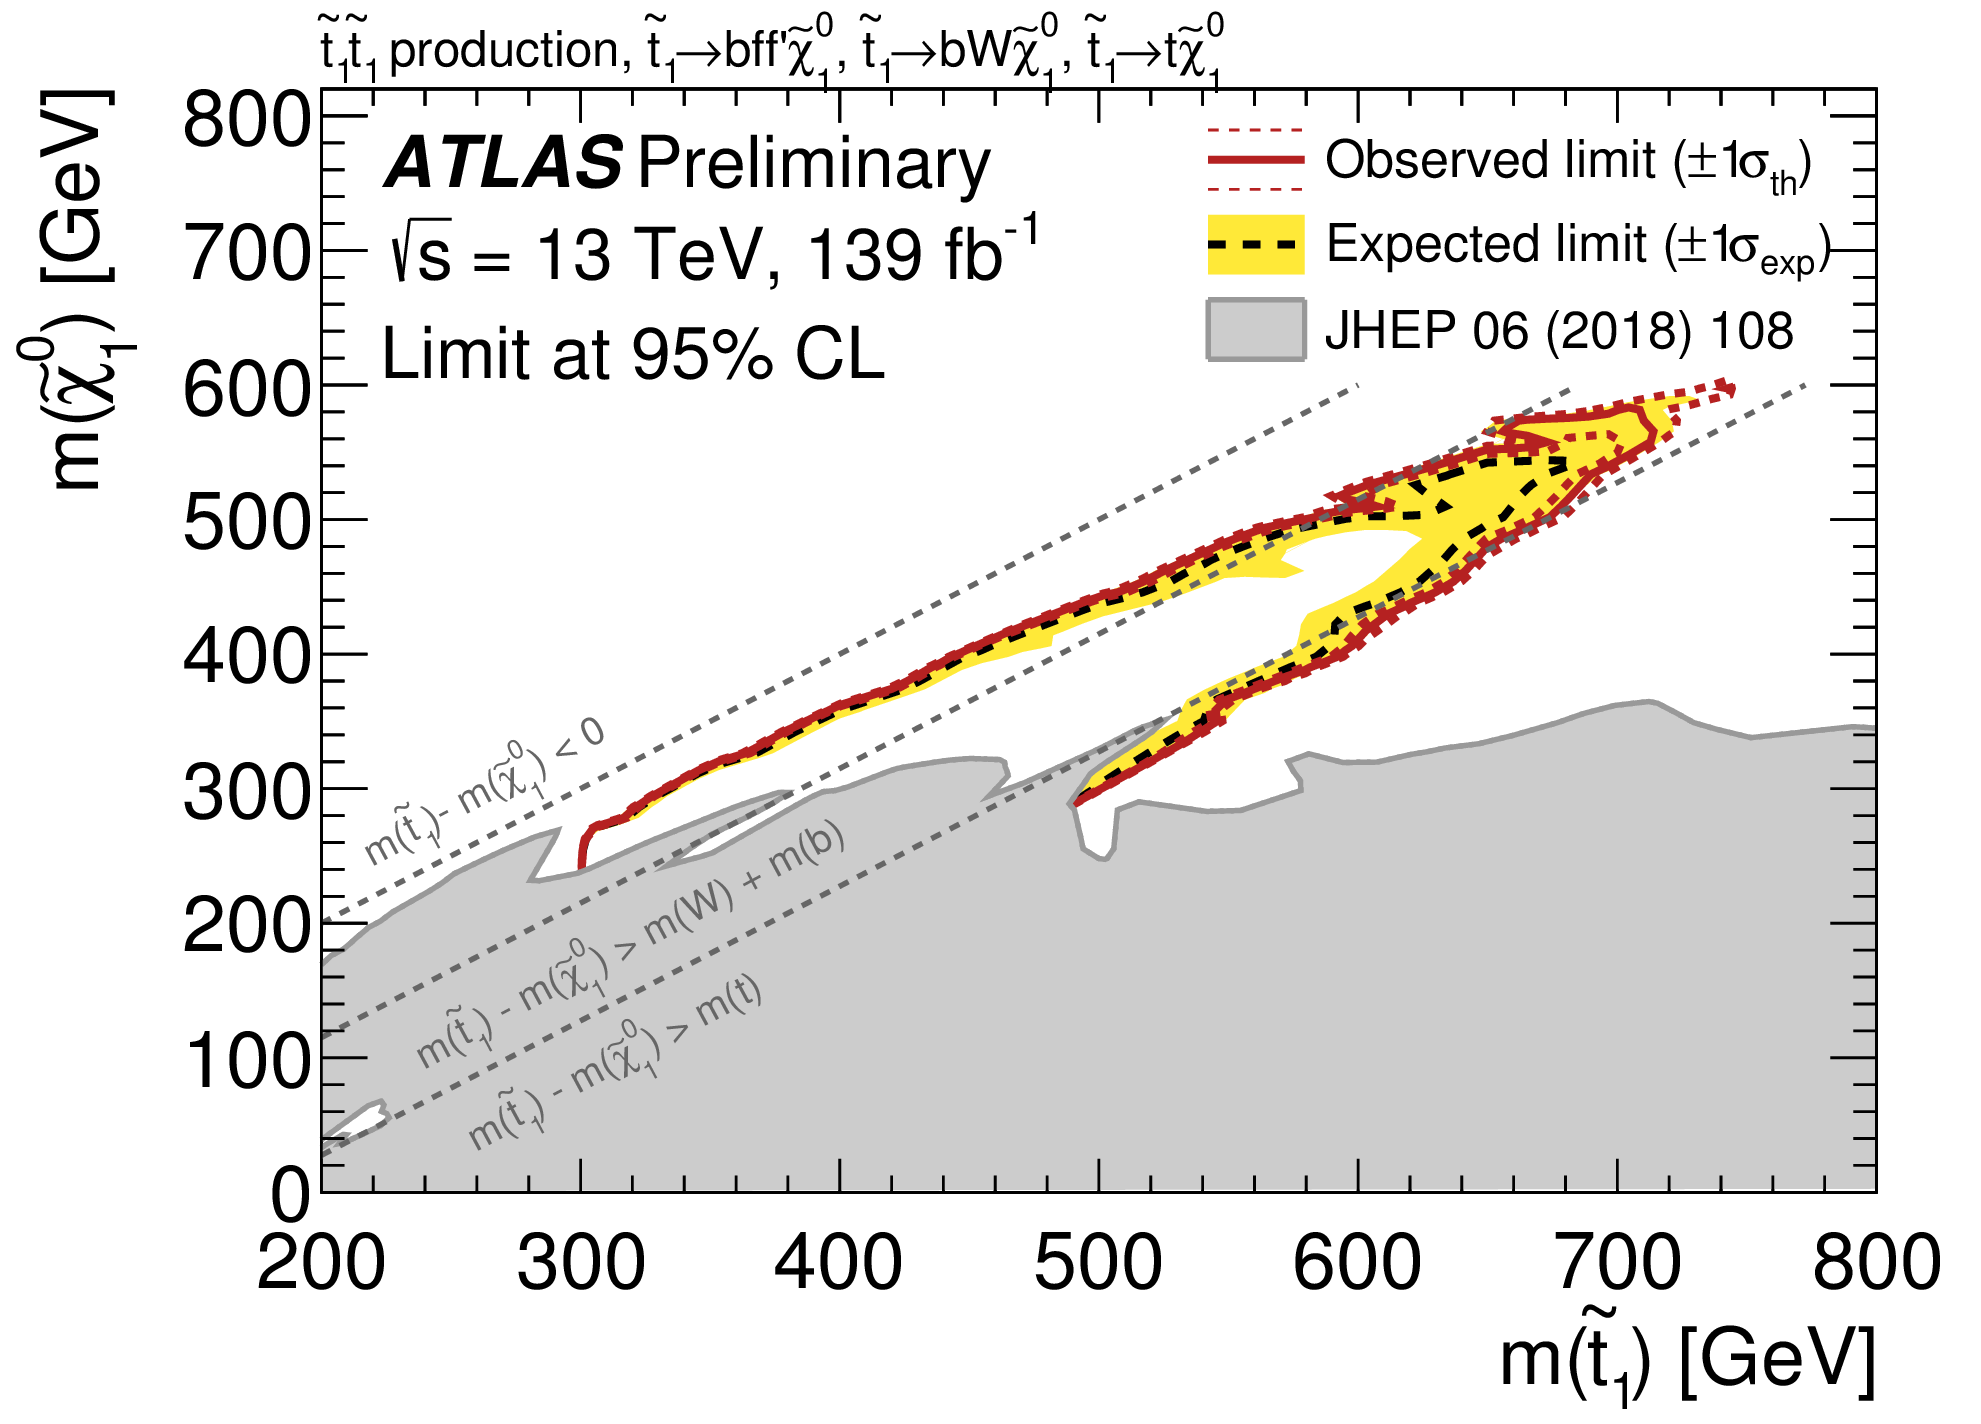 t̃₁t̃₁ production, t̃₁→bff'χ̃₁⁰, t̃₁→bWχ̃₁⁰, t̃₁→tχ̃₁⁰
ATLAS Preliminary
√s = 13 TeV, 139 fb⁻¹
Limit at 95% CL
Observed limit (±1σ_th)
Expected limit (±1σ_exp)
JHEP 06 (2018) 108
m(χ̃₁⁰) [GeV]
800
700
600
500
400
300
200
100
0
m(t̃₁)- m(χ̃₁⁰) < 0
m(t̃₁) - m(χ̃₁⁰) > m(W) + m(b)
m(t̃₁) - m(χ̃₁⁰) > m(t)
200 300 400 500 600 700 800
m(t̃₁) [GeV]